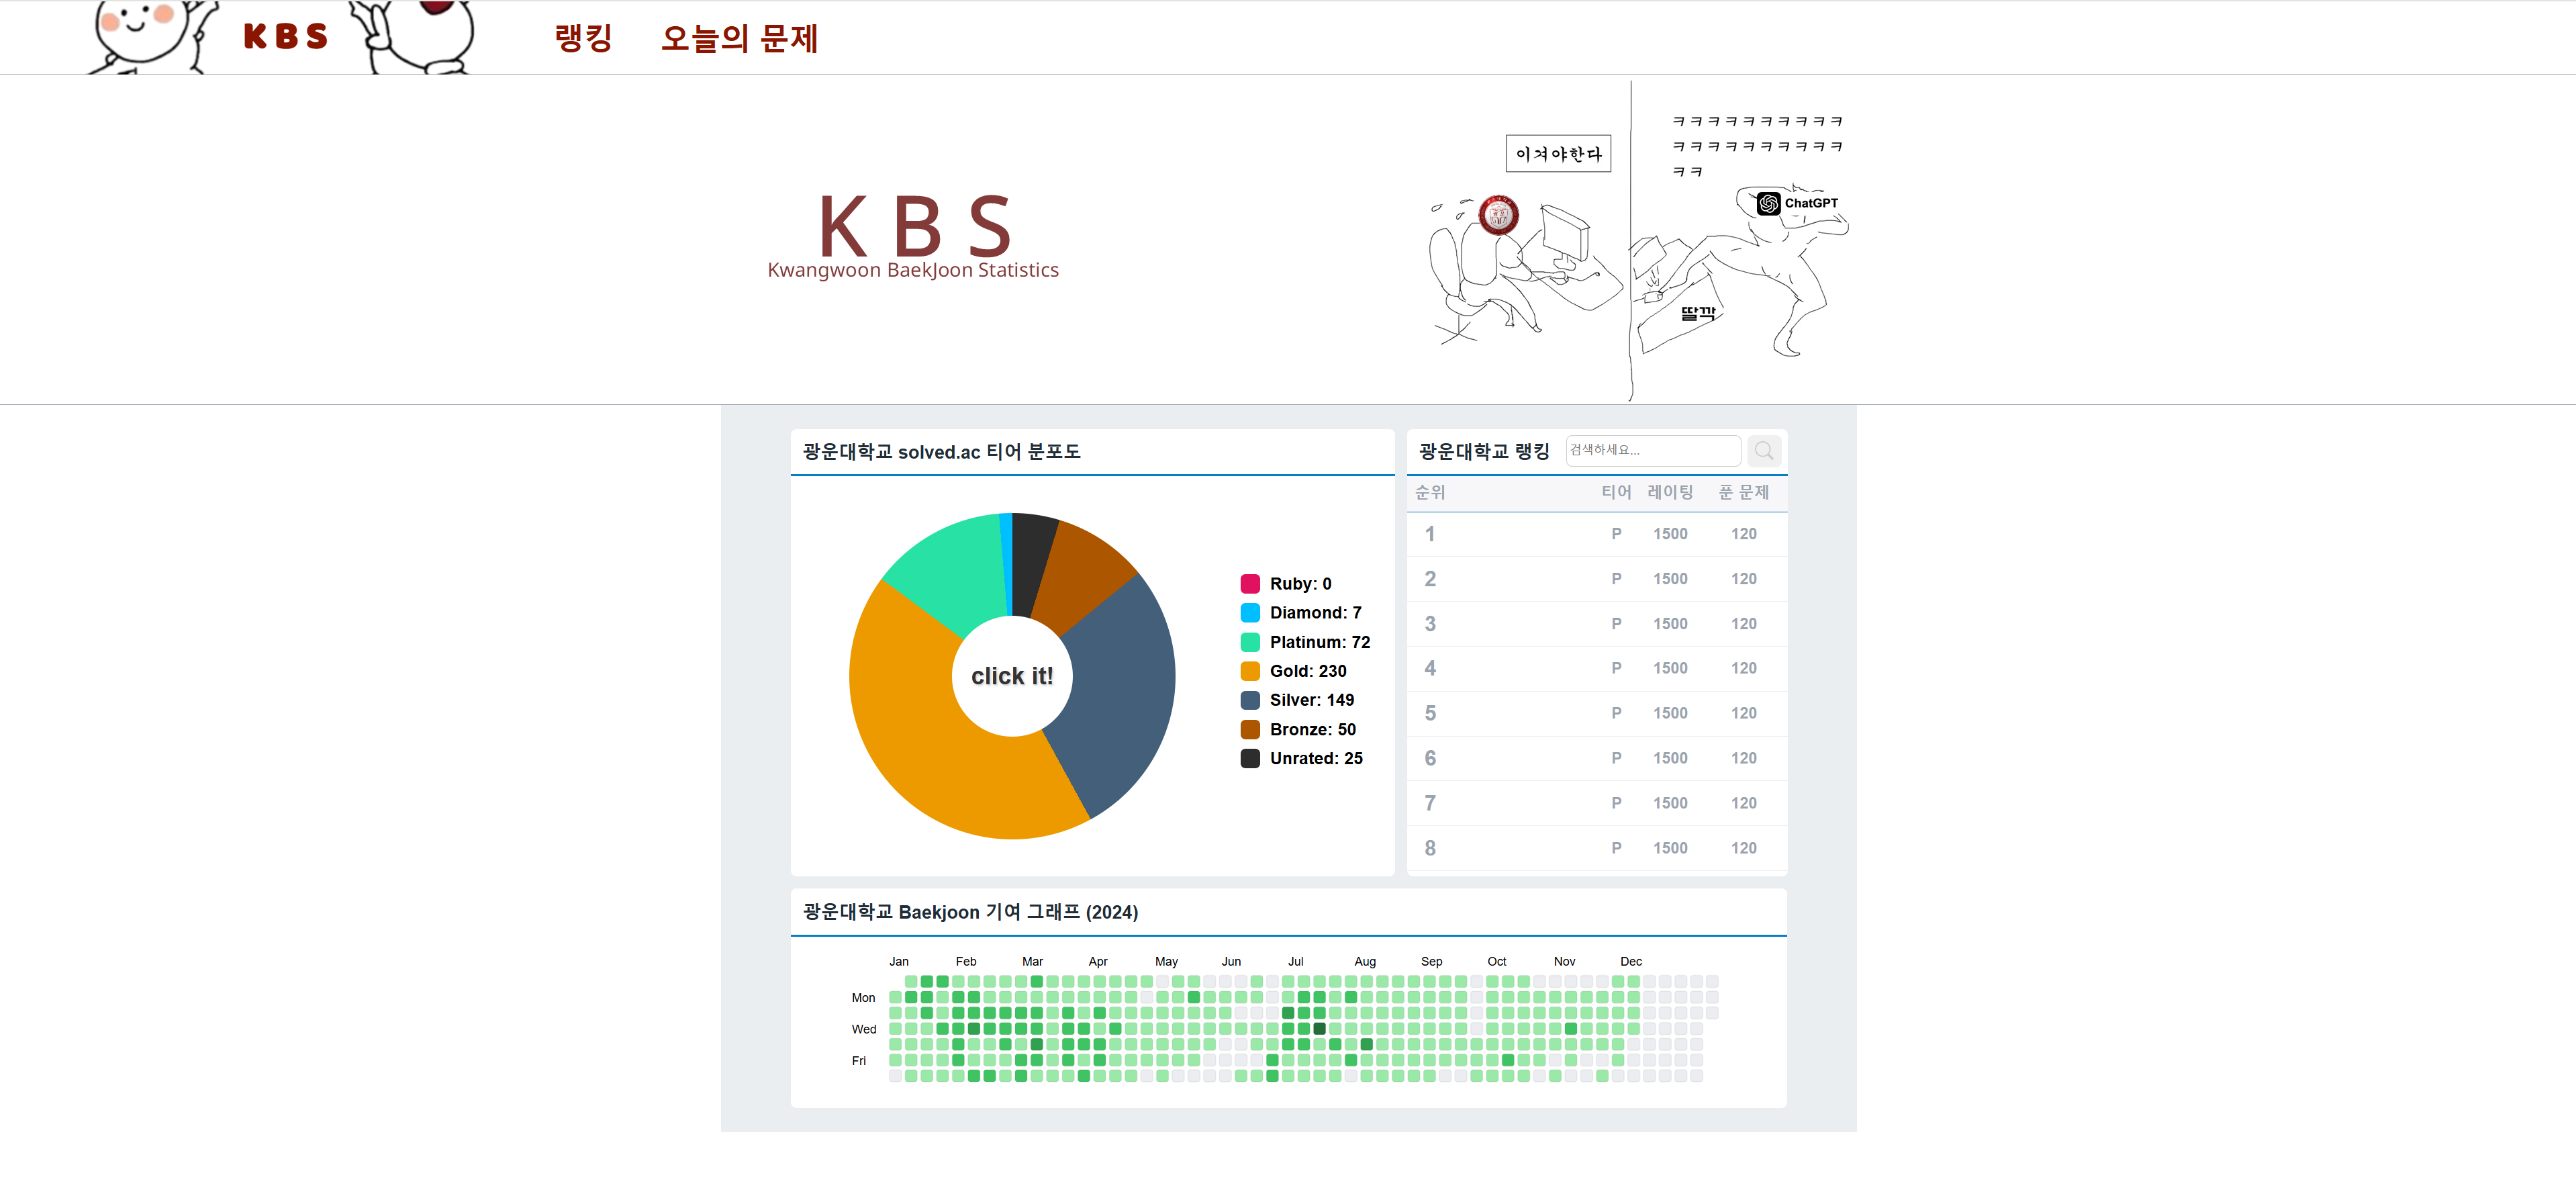 KBS
랭킹 오늘의 문제
KBS
Kwangwoon BaekJoon Statistics
이겨야한다
ㅋㅋㅋㅋㅋㅋㅋㅋㅋㅋ
ㅋㅋㅋㅋㅋㅋㅋㅋㅋㅋ
ㅋㅋ
ChatGPT
딸깍
광운대학교 solved.ac 티어 분포도
click it!
Ruby: 0
Diamond: 7
Platinum: 72
Gold: 230
Silver: 149
Bronze: 50
Unrated: 25
광운대학교 랭킹 검색하세요...
순위 티어 레이팅 푼 문제
1 P 1500 120
2 P 1500 120
3 P 1500 120
4 P 1500 120
5 P 1500 120
6 P 1500 120
7 P 1500 120
8 P 1500 120
광운대학교 Baekjoon 기여 그래프 (2024)
Jan Feb Mar Apr May Jun Jul Aug Sep Oct Nov Dec
Mon
Wed
Fri